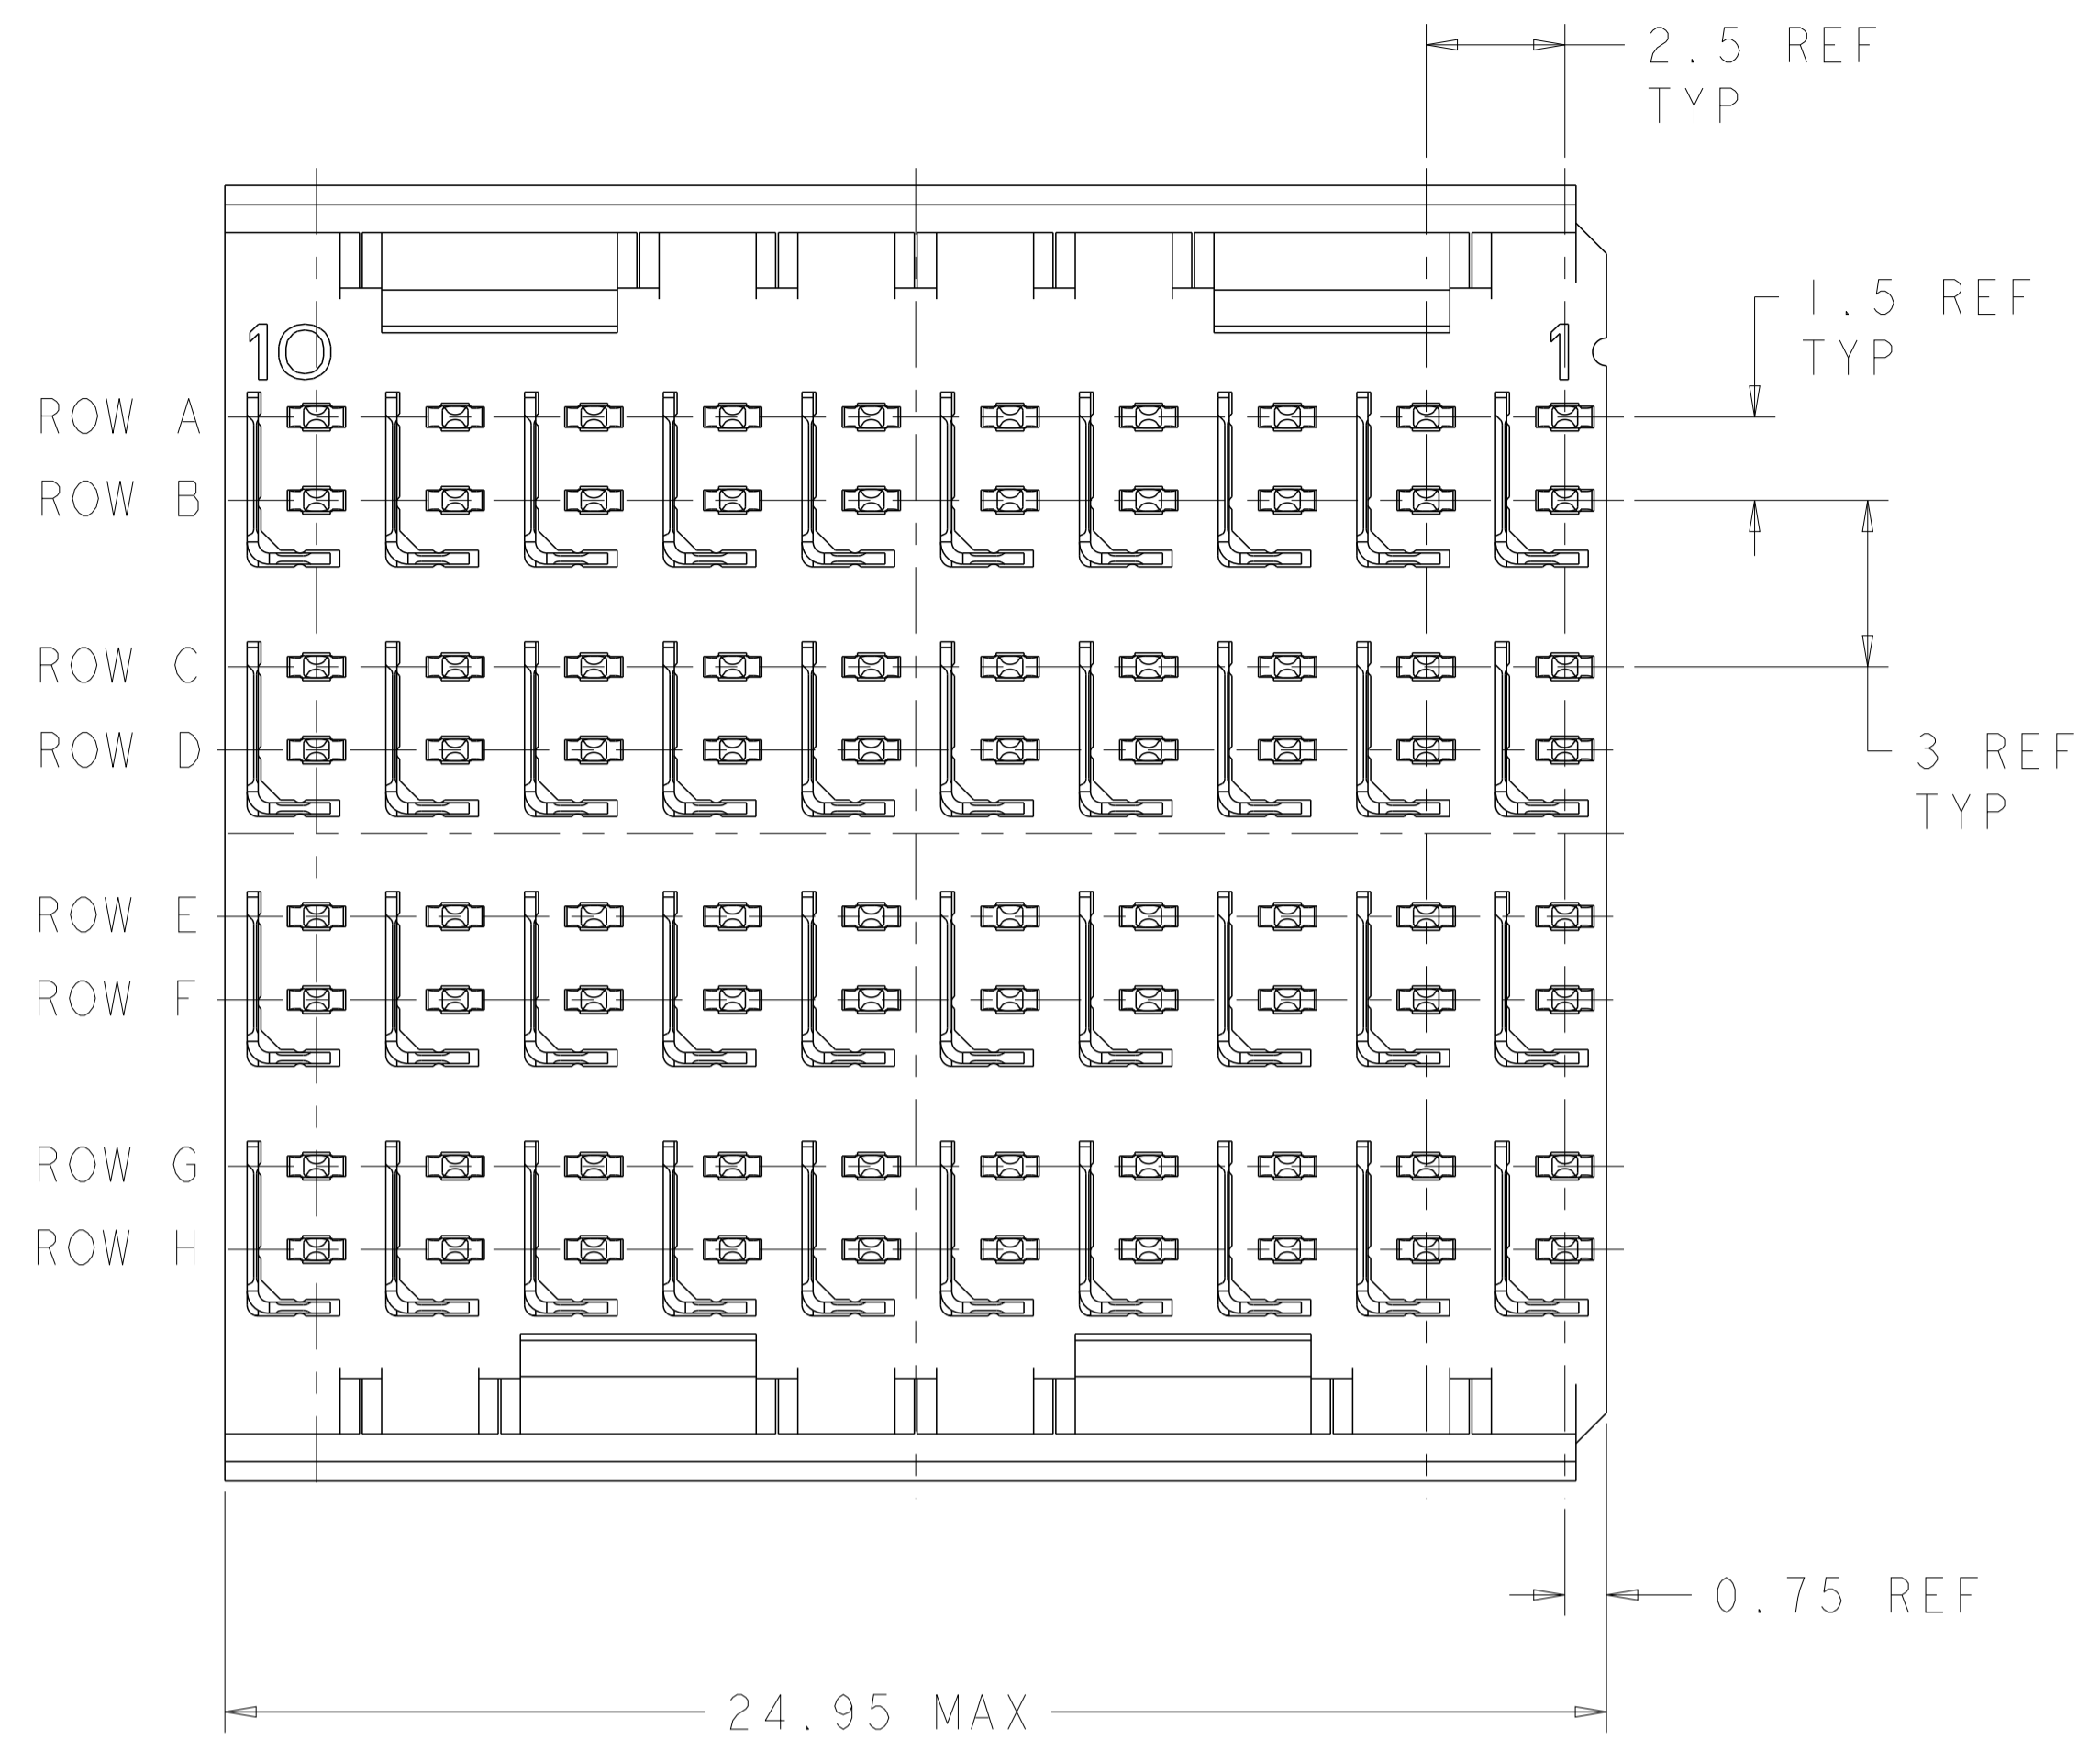 2.5 REF
TYP
1.5 REF
TYP
10
1
ROW A
ROW B
ROW C
ROW D
3 REF
TYP
ROW E
ROW F
ROW G
ROW H
0.75 REF
24.95 MAX